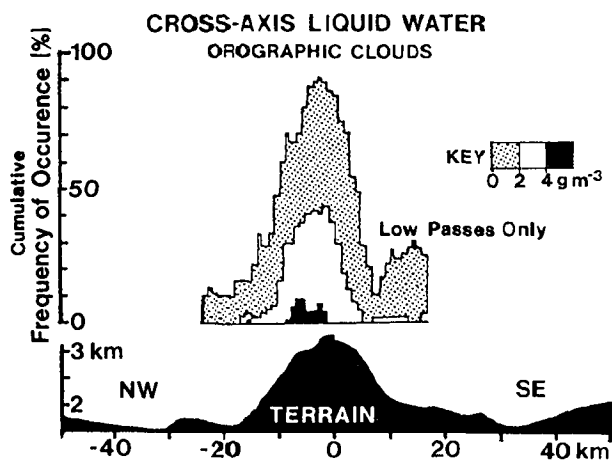 CROSS-AXIS LIQUID WATER
OROGRAPHIC CLOUDS
Cumulative
Frequency of Occurence [%]
100
50
0
KEY
0 2 4 g m-3
Low Passes Only
3 km
2
NW
SE
TERRAIN
-40 -20 0 20 40 km